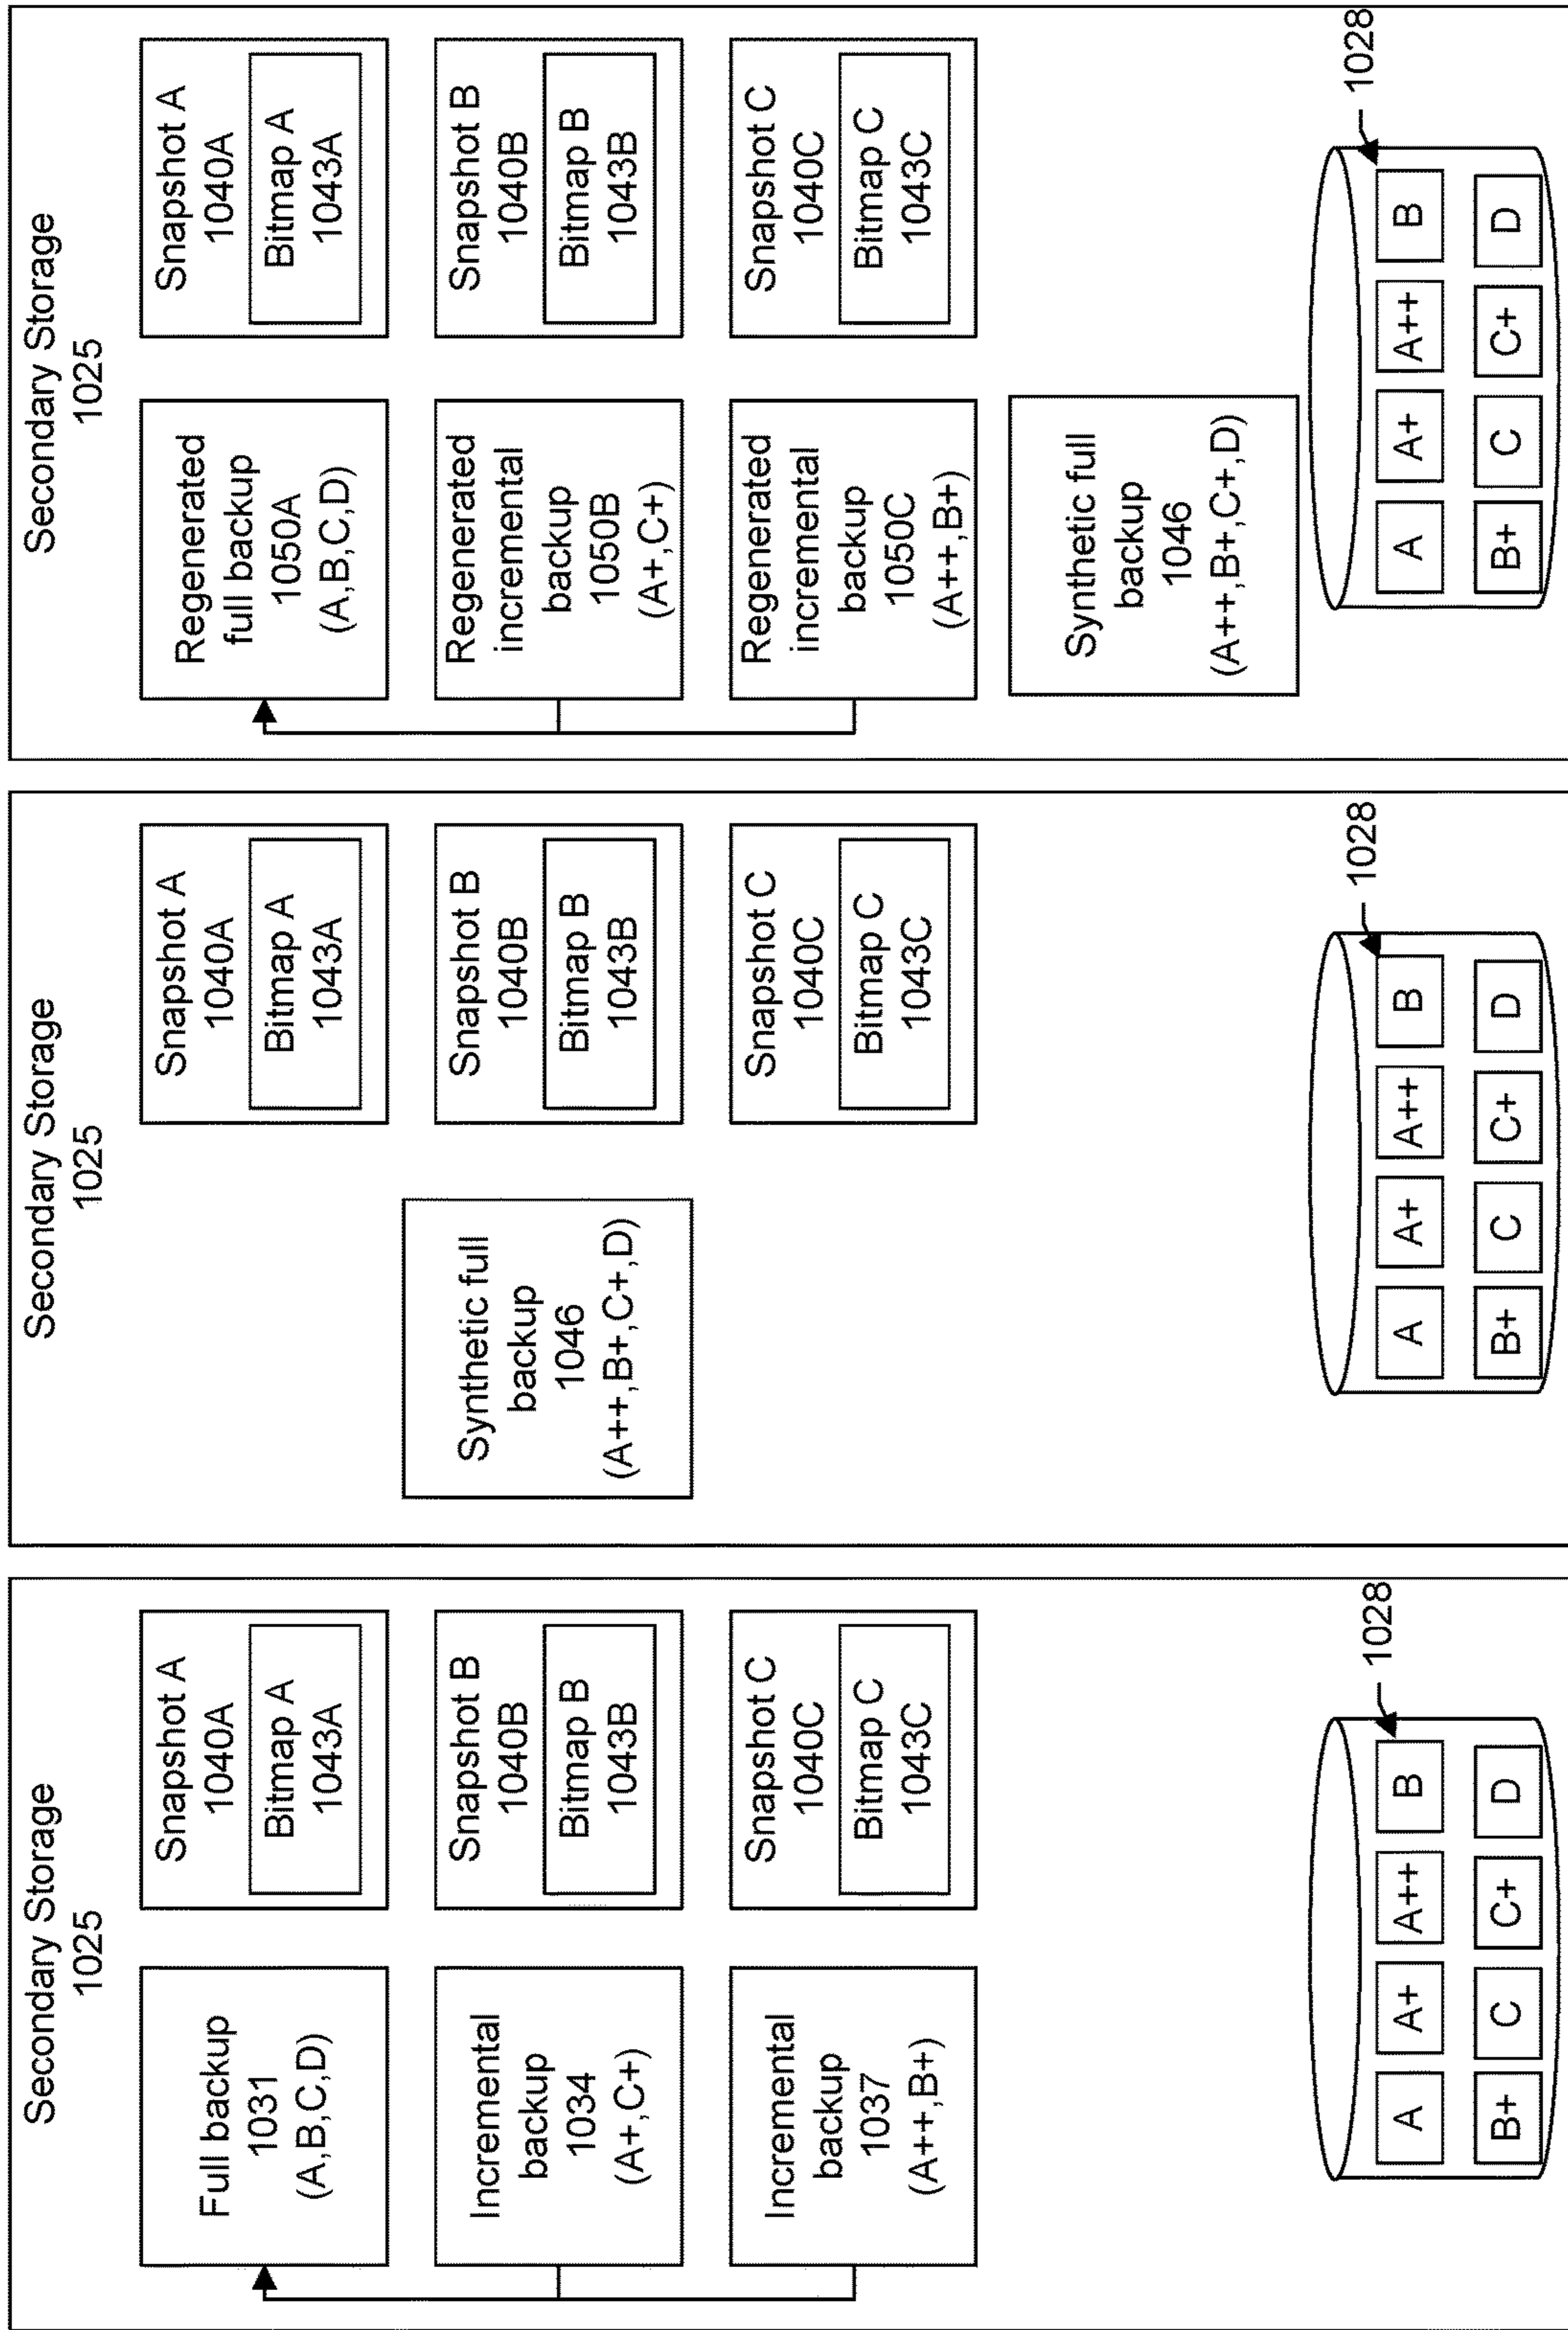 Secondary Storage
1025
Full backup
1031
(A,B,C,D)
Snapshot A
1040A
Bitmap A
1043A
Incremental
backup
1034
(A+,C+)
Snapshot B
1040B
Bitmap B
1043B
Incremental
backup
1037
(A++,B+)
Snapshot C
1040C
Bitmap C
1043C
1028
A A+ A++ B
B+ C C+ D
Secondary Storage
1025
Synthetic full
backup
1046
(A++,B+,C+,D)
Snapshot A
1040A
Bitmap A
1043A
Snapshot B
1040B
Bitmap B
1043B
Snapshot C
1040C
Bitmap C
1043C
1028
A A+ A++ B
B+ C C+ D
Secondary Storage
1025
Regenerated
full backup
1050A
(A,B,C,D)
Snapshot A
1040A
Bitmap A
1043A
Regenerated
incremental
backup
1050B
(A+,C+)
Snapshot B
1040B
Bitmap B
1043B
Regenerated
incremental
backup
1050C
(A++,B+)
Snapshot C
1040C
Bitmap C
1043C
Synthetic full
backup
1046
(A++,B+,C+,D)
1028
A A+ A++ B
B+ C C+ D